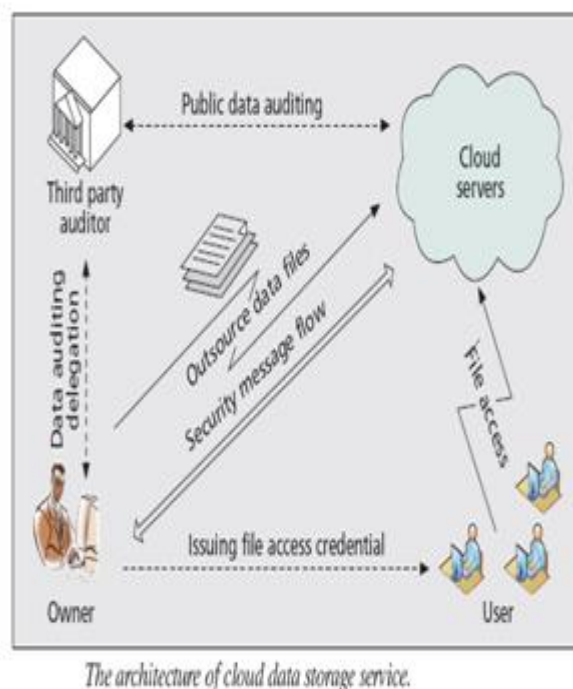 Public data auditing
Cloud
servers
Third party
auditor
Outsource data files
Security message flow
Data auditing
delegation
File access
Issuing file access credential
Owner
User
The architecture of cloud data storage service.